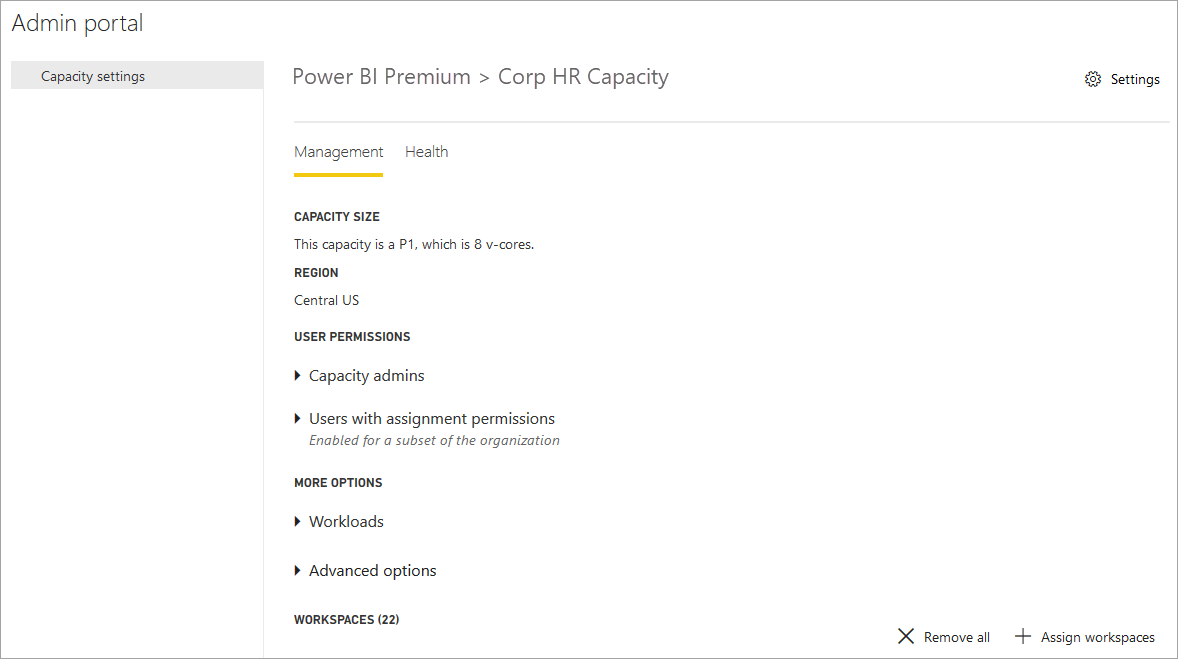 Admin portal
Capacity settings
Power BI Premium > Corp HR Capacity
Settings
Management Health
CAPACITY SIZE
This capacity is a P1, which is 8 v-cores.
REGION
Central US
USER PERMISSIONS
Capacity admins
Users with assignment permissions
Enabled for a subset of the organization
MORE OPTIONS
Workloads
Advanced options
WORKSPACES (22)
Remove all Assign workspaces